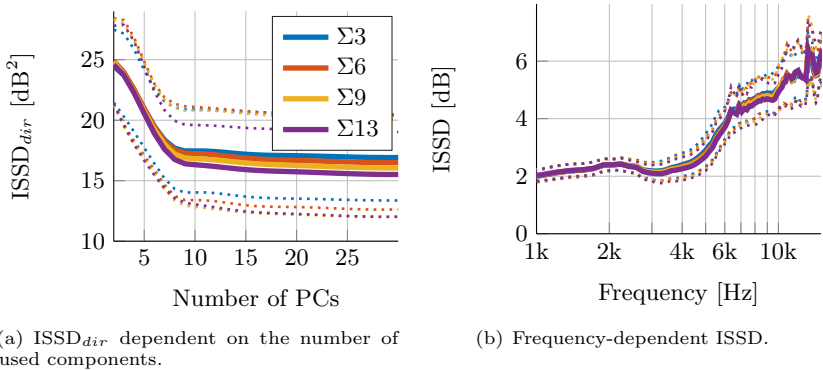 ISSD_dir [dB²]
25
20
15
10
Σ3
Σ6
Σ9
Σ13
5 10 15 20 25
Number of PCs
(a) ISSD_dir dependent on the number of
used components.
ISSD [dB]
6
4
2
0
1k 2k 4k 6k 10k
Frequency [Hz]
(b) Frequency-dependent ISSD.